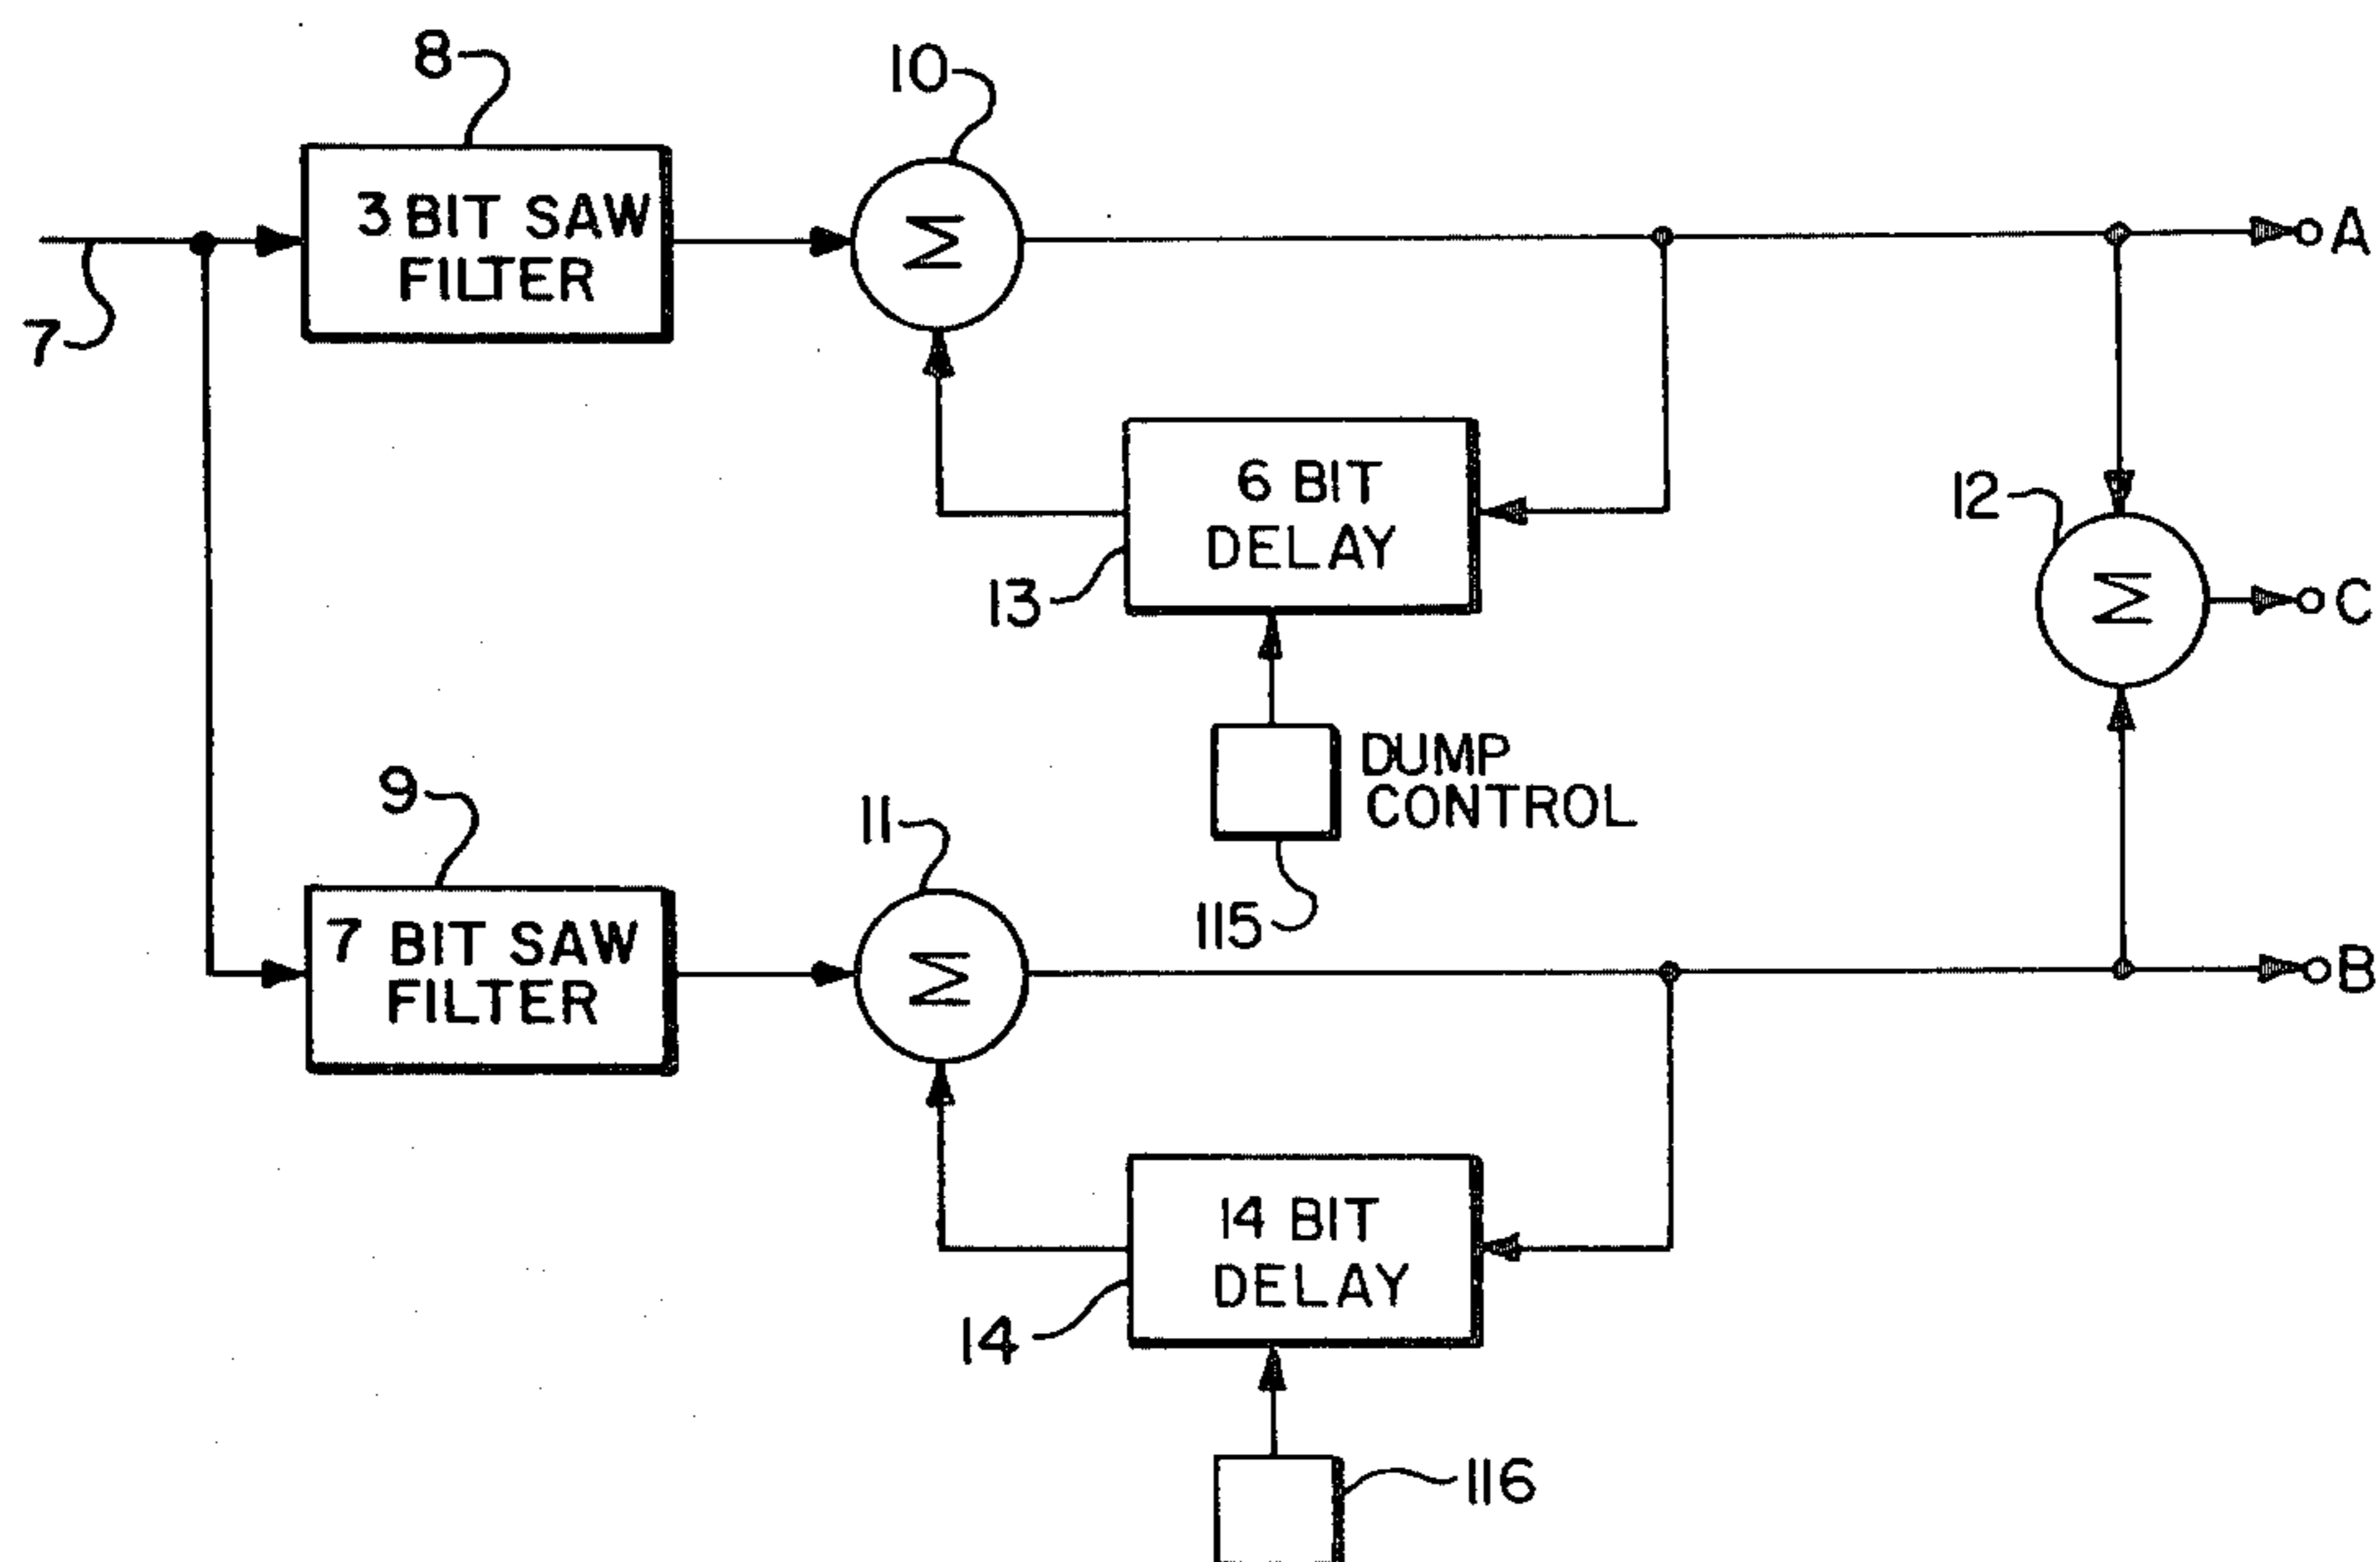 8
10
3 BIT SAW
FILTER
Σ
A
7
6 BIT
DELAY
13
12
Σ
C
DUMP
CONTROL
115
9
11
7 BIT SAW
FILTER
Σ
B
14 BIT
DELAY
14
116